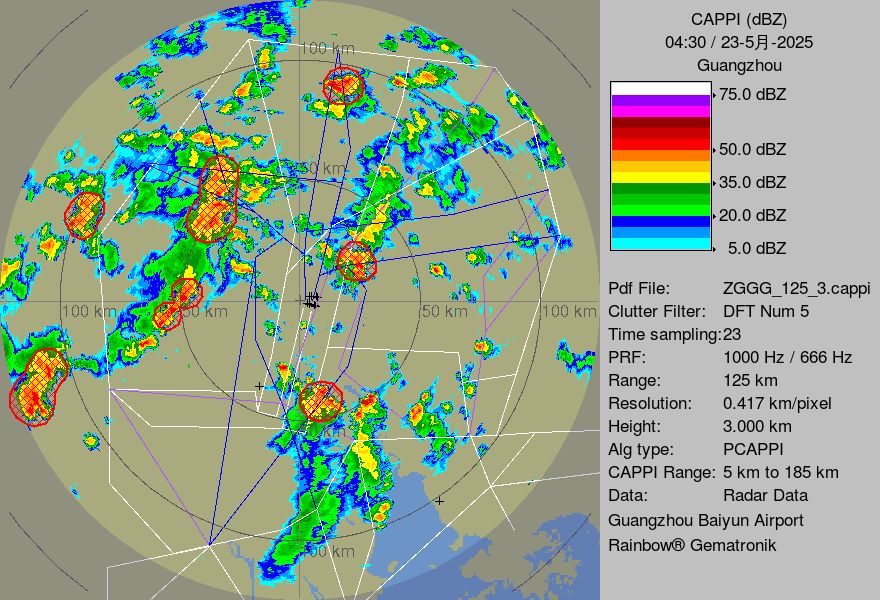 CAPPI (dBZ)
04:30 / 23-5月-2025
Guangzhou
75.0 dBZ
50.0 dBZ
35.0 dBZ
20.0 dBZ
5.0 dBZ
Pdf File: ZGGG_125_3.cappi
Clutter Filter: DFT Num 5
Time sampling:23
PRF: 1000 Hz / 666 Hz
Range: 125 km
Resolution: 0.417 km/pixel
Height: 3.000 km
Alg type: PCAPPI
CAPPI Range: 5 km to 185 km
Data: Radar Data
Guangzhou Baiyun Airport
Rainbow® Gematronik
100 km
50 km
100 km
50 km
50 km
100 km